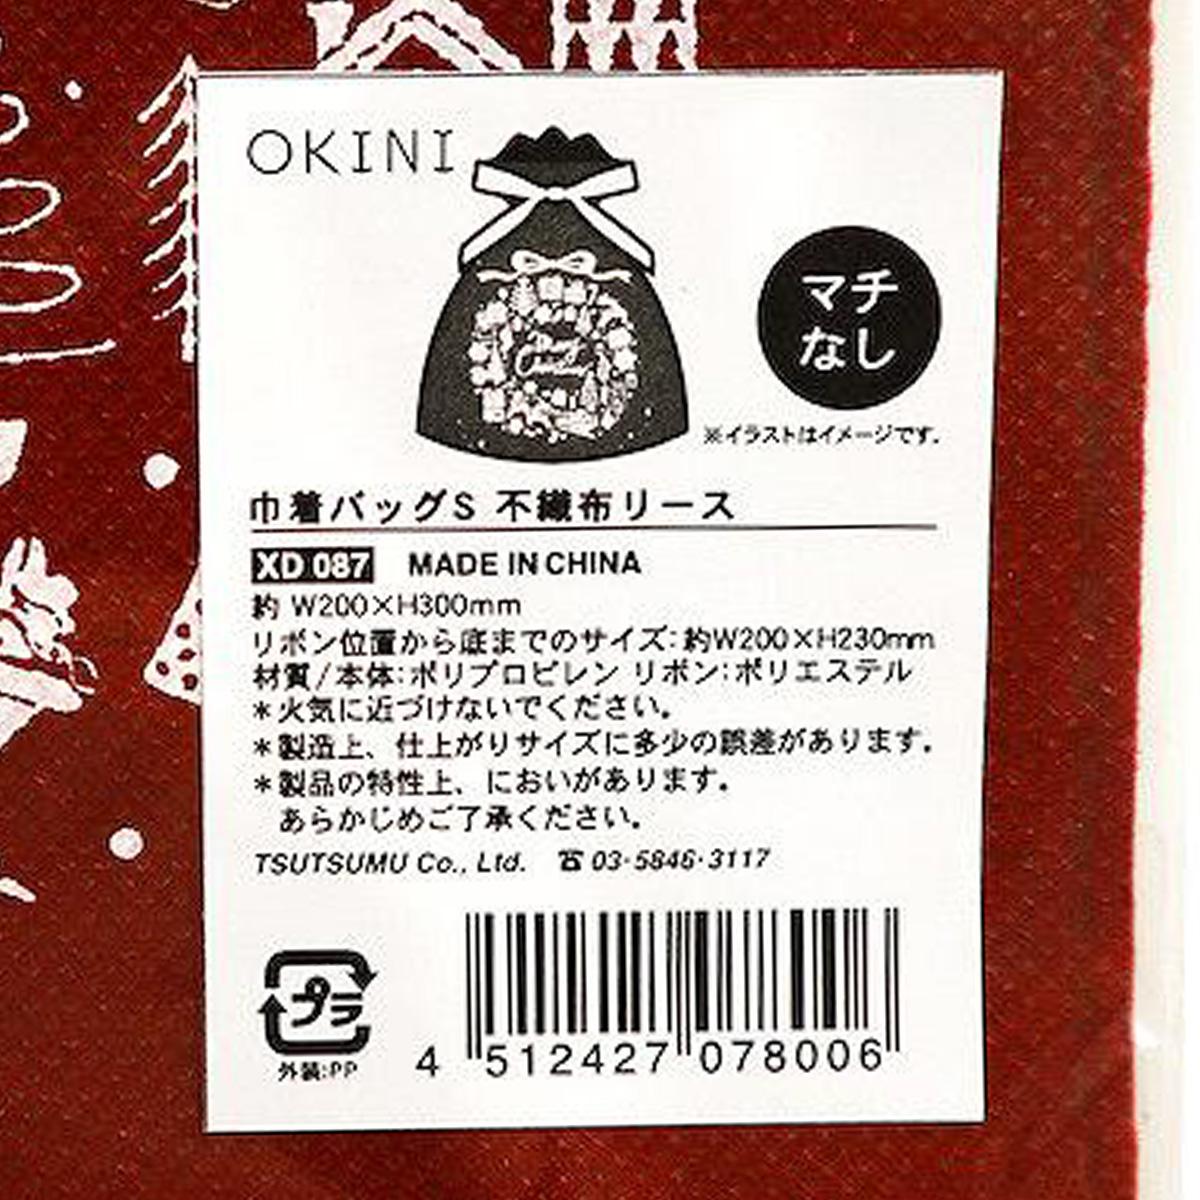 OKINI
マチ
なし
※イラストはイメージです。
巾着バッグS 不織布リース
XD 087 MADE IN CHINA
約 W200×H300mm
リボン位置から底までのサイズ:約W200×H230mm
材質/本体:ポリプロピレン リボン:ポリエステル
*火気に近づけないでください。
*製造上、仕上がりサイズに多少の誤差があります。
*製品の特性上、においがあります。
あらかじめご了承ください。
TSUTSUMU Co., Ltd. ☎03-5846-3117
プラ
外装:PP
4 512427 078006